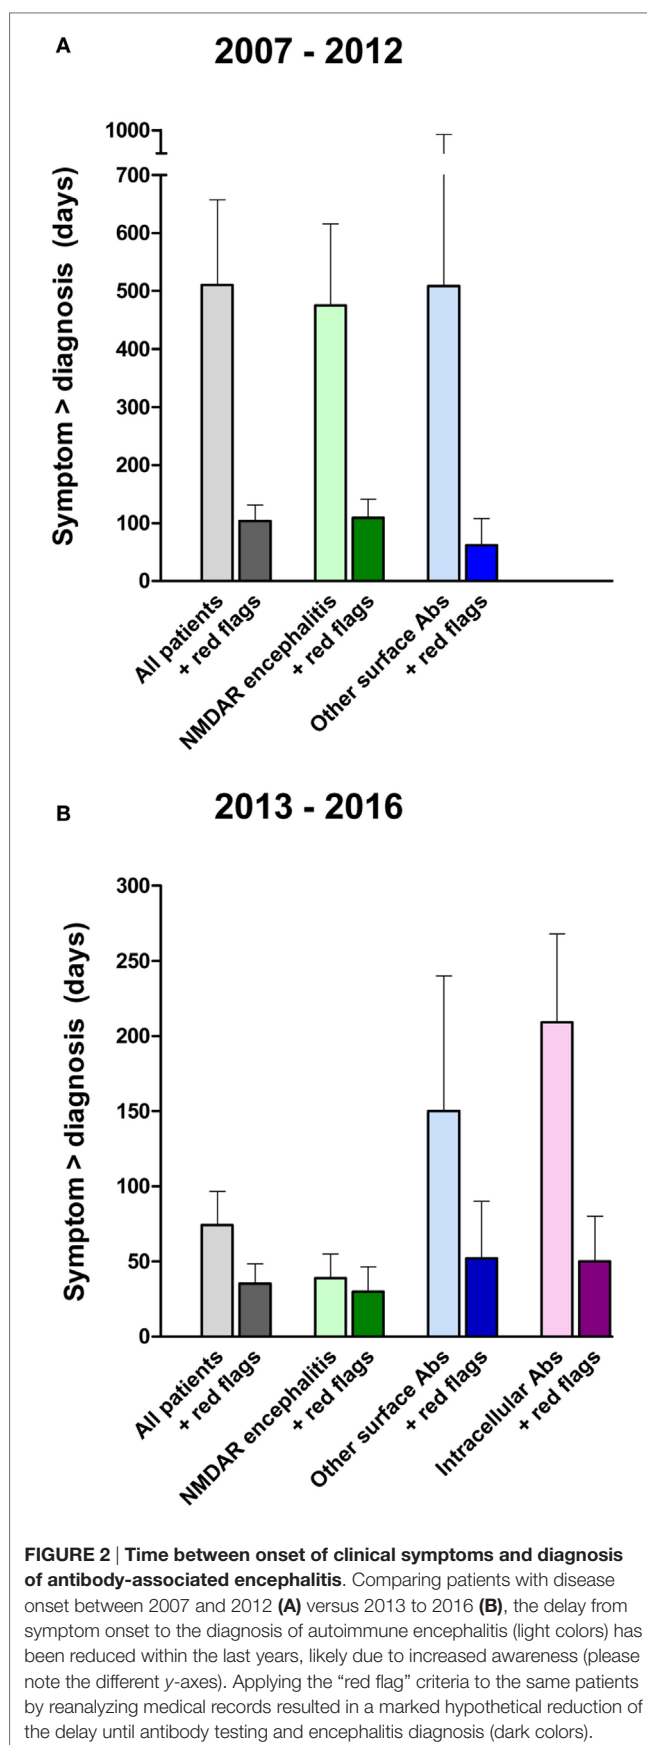 A
2007 - 2012
Symptom > diagnosis (days)
1000
700
600
500
400
300
200
100
0
All patients
+ red flags
NMDAR encephalitis
+ red flags
Other surface Abs
+ red flags
B
2013 - 2016
Symptom > diagnosis (days)
300
250
200
150
100
50
0
All patients
+ red flags
NMDAR encephalitis
+ red flags
Other surface Abs
+ red flags
Intracellular Abs
+ red flags
FIGURE 2 | Time between onset of clinical symptoms and diagnosis
of antibody-associated encephalitis. Comparing patients with disease
onset between 2007 and 2012 (A) versus 2013 to 2016 (B), the delay from
symptom onset to the diagnosis of autoimmune encephalitis (light colors) has
been reduced within the last years, likely due to increased awareness (please
note the different y-axes). Applying the “red flag” criteria to the same patients
by reanalyzing medical records resulted in a marked hypothetical reduction of
the delay until antibody testing and encephalitis diagnosis (dark colors).